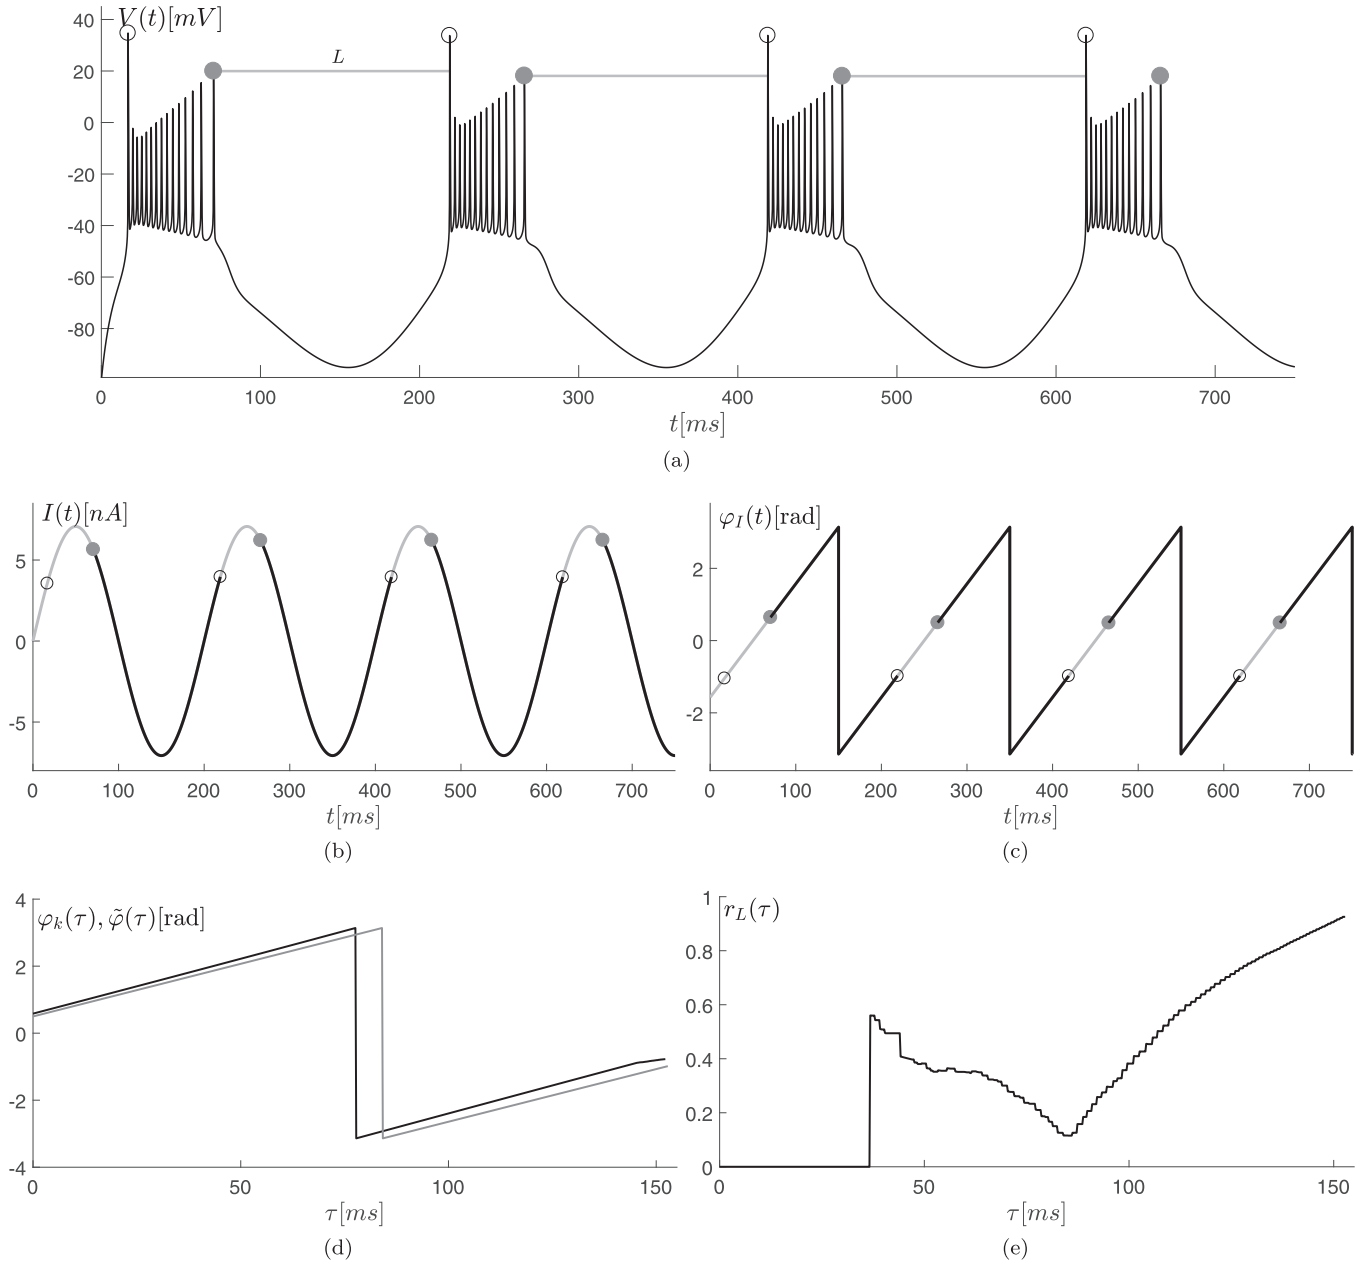 V(t)[mV]
40
20
0
-20
-40
-60
-80
L
0 100 200 300 400 500 600 700
t[ms]
(a)
I(t)[nA]
5
0
-5
0 100 200 300 400 500 600 700
t[ms]
(b)
φ_I(t)[rad]
2
0
-2
0 100 200 300 400 500 600 700
t[ms]
(c)
φ_k(τ), φ̃(τ)[rad]
4
2
0
-2
-4
0 50 100 150
τ[ms]
(d)
r_L(τ)
1
0.8
0.6
0.4
0.2
0
0 50 100 150
τ[ms]
(e)